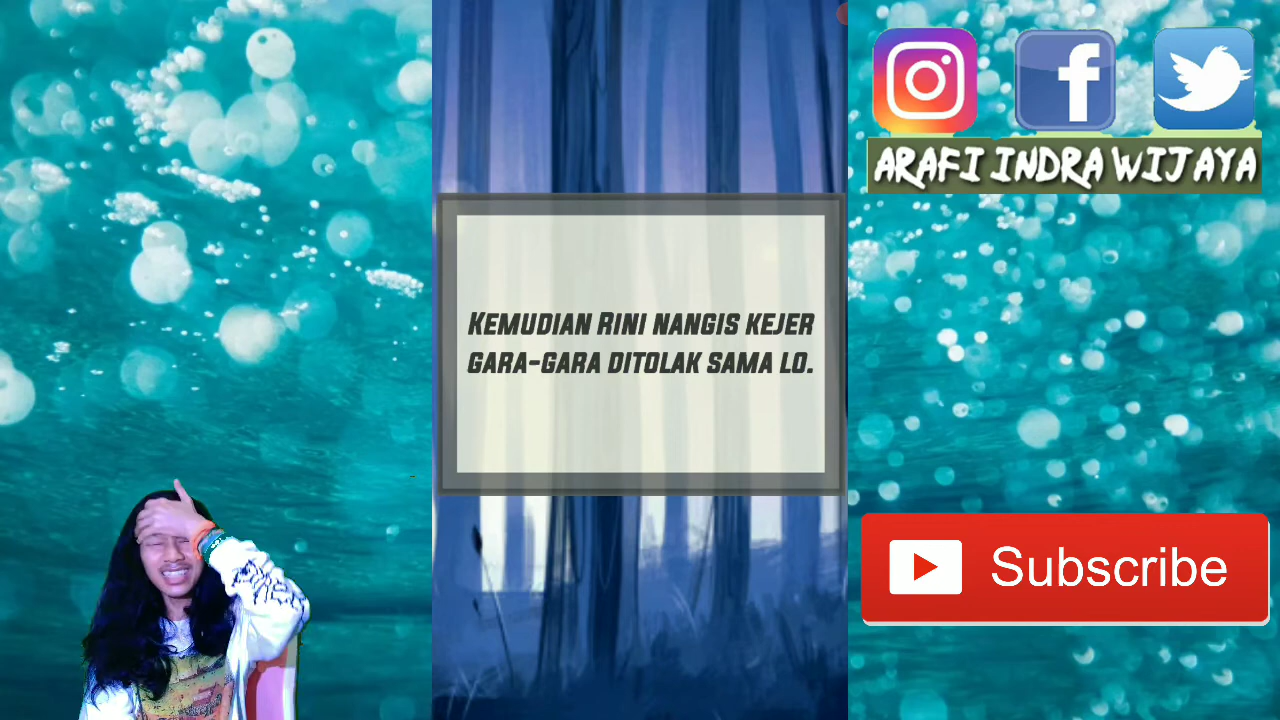 ARAFI INDRA WIJAYA
KEMUDIAN RINI NANGIS KEJER
GARA-GARA DITOLAK SAMA LO.
Subscribe